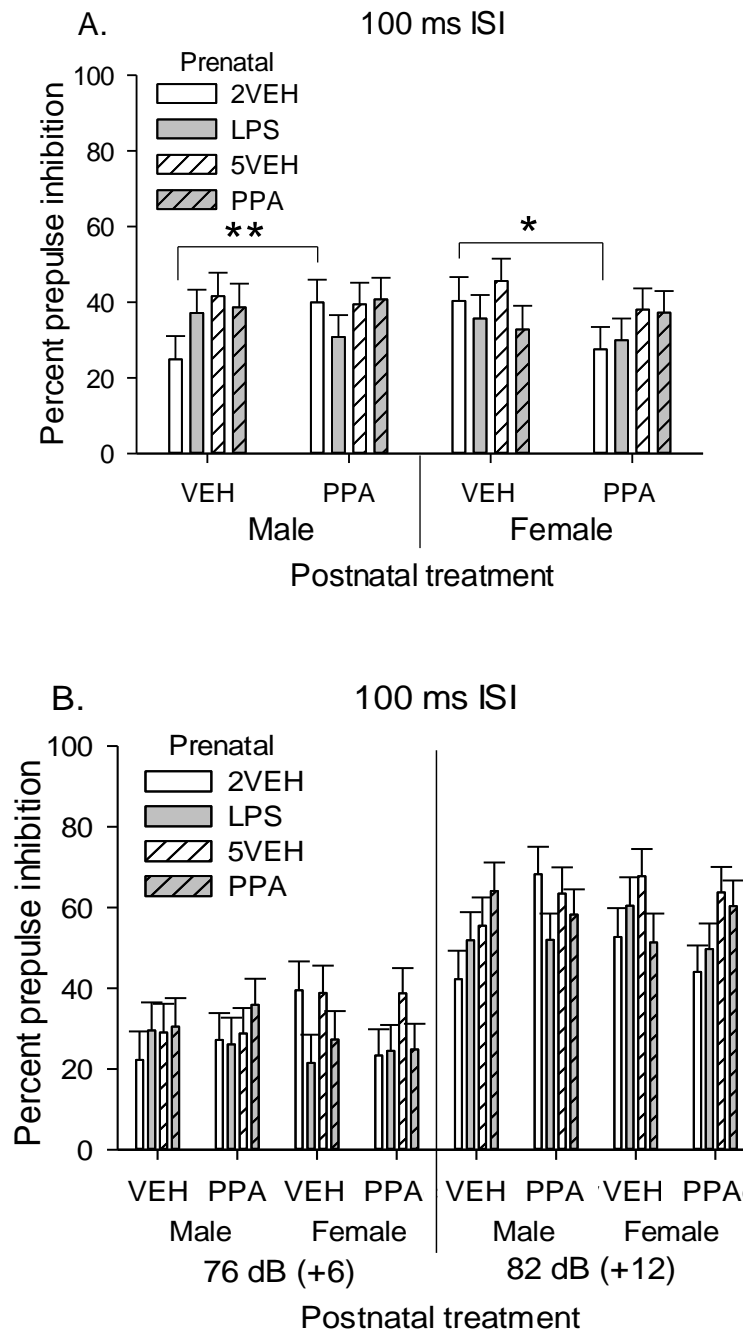 A. 100 ms ISI
Prenatal
2VEH
LPS
5VEH
PPA
Percent prepulse inhibition
100
80
60
40
20
0
** *
VEH PPA VEH PPA
Male Female
Postnatal treatment
B. 100 ms ISI
Prenatal
2VEH
LPS
5VEH
PPA
Percent prepulse inhibition
100
80
60
40
20
0
VEH PPA VEH PPA VEH PPA VEH PPA
Male Female Male Female
76 dB (+6) 82 dB (+12)
Postnatal treatment